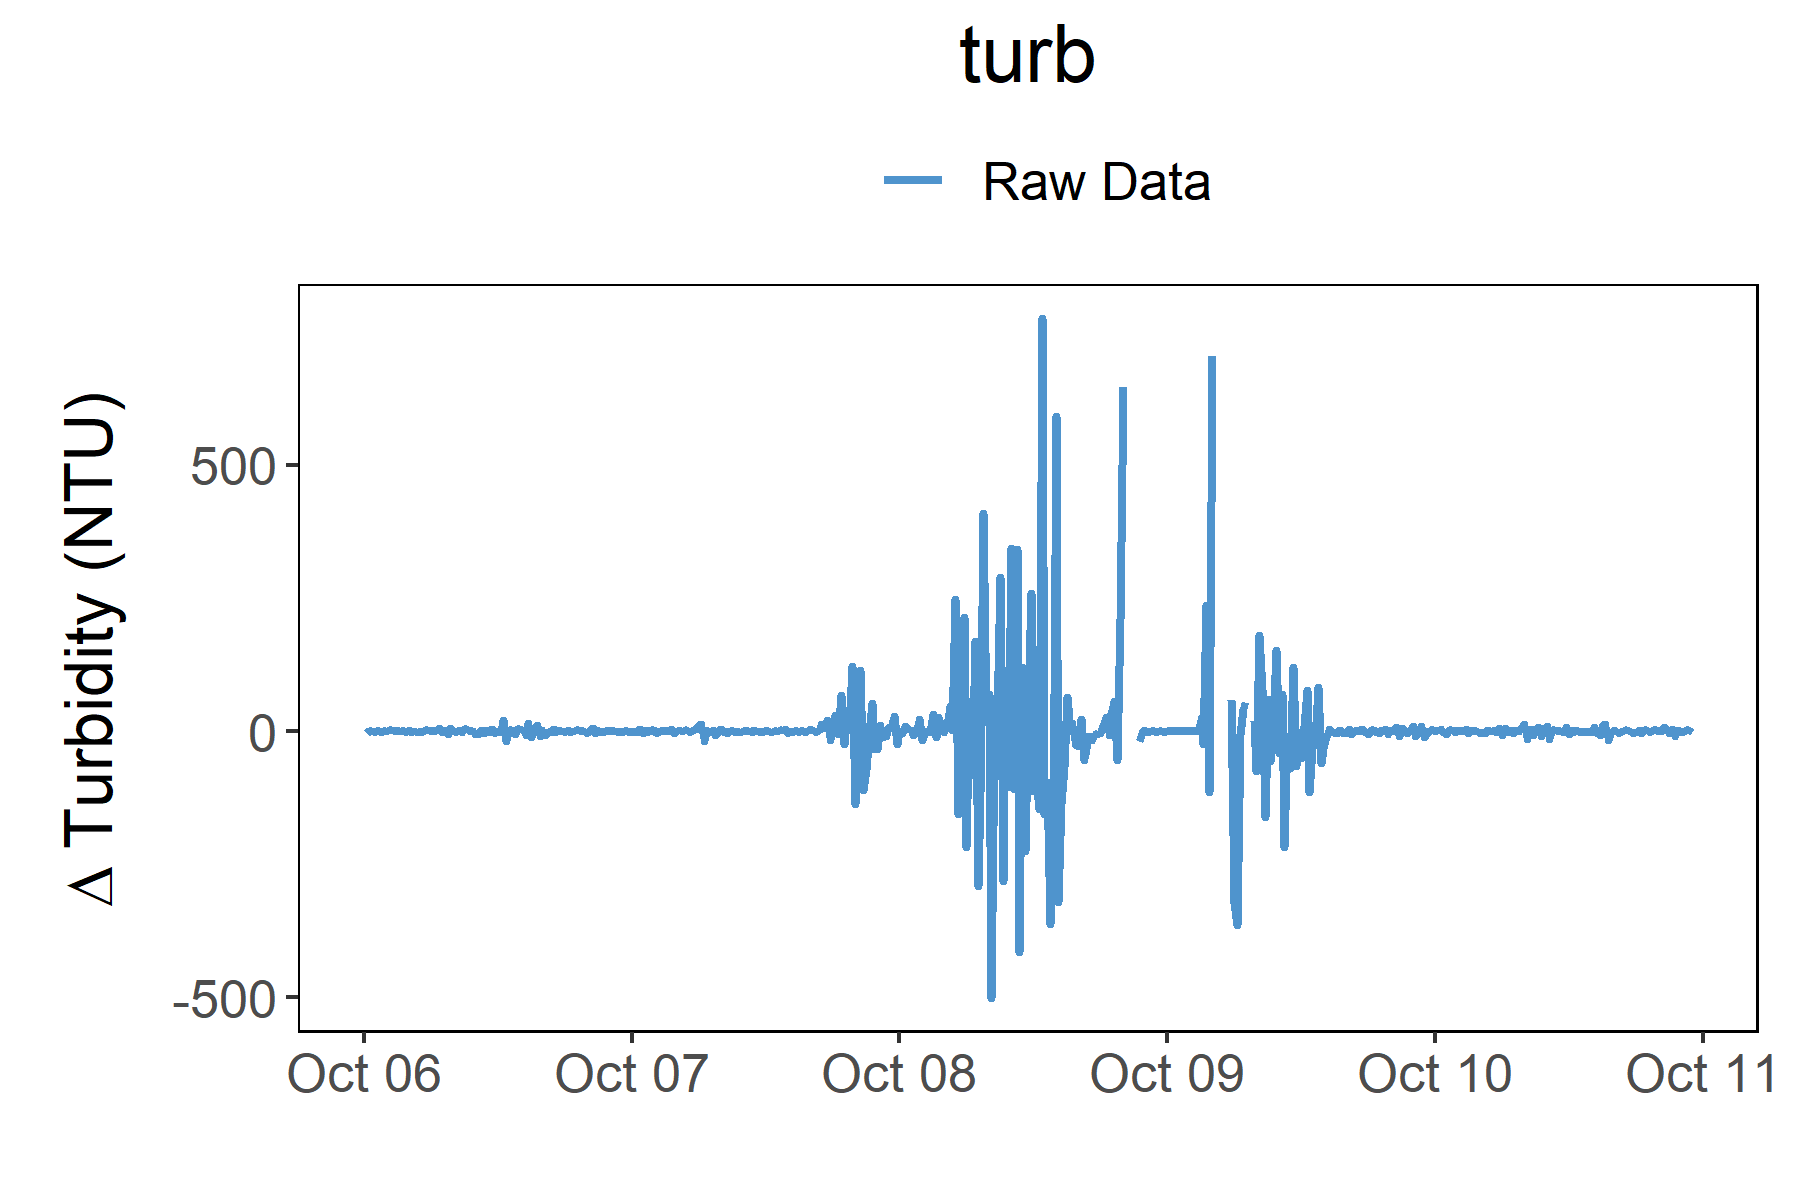 turb
Raw Data
Δ Turbidity (NTU)
500
0
-500
Oct 06
Oct 07
Oct 08
Oct 09
Oct 10
Oct 11